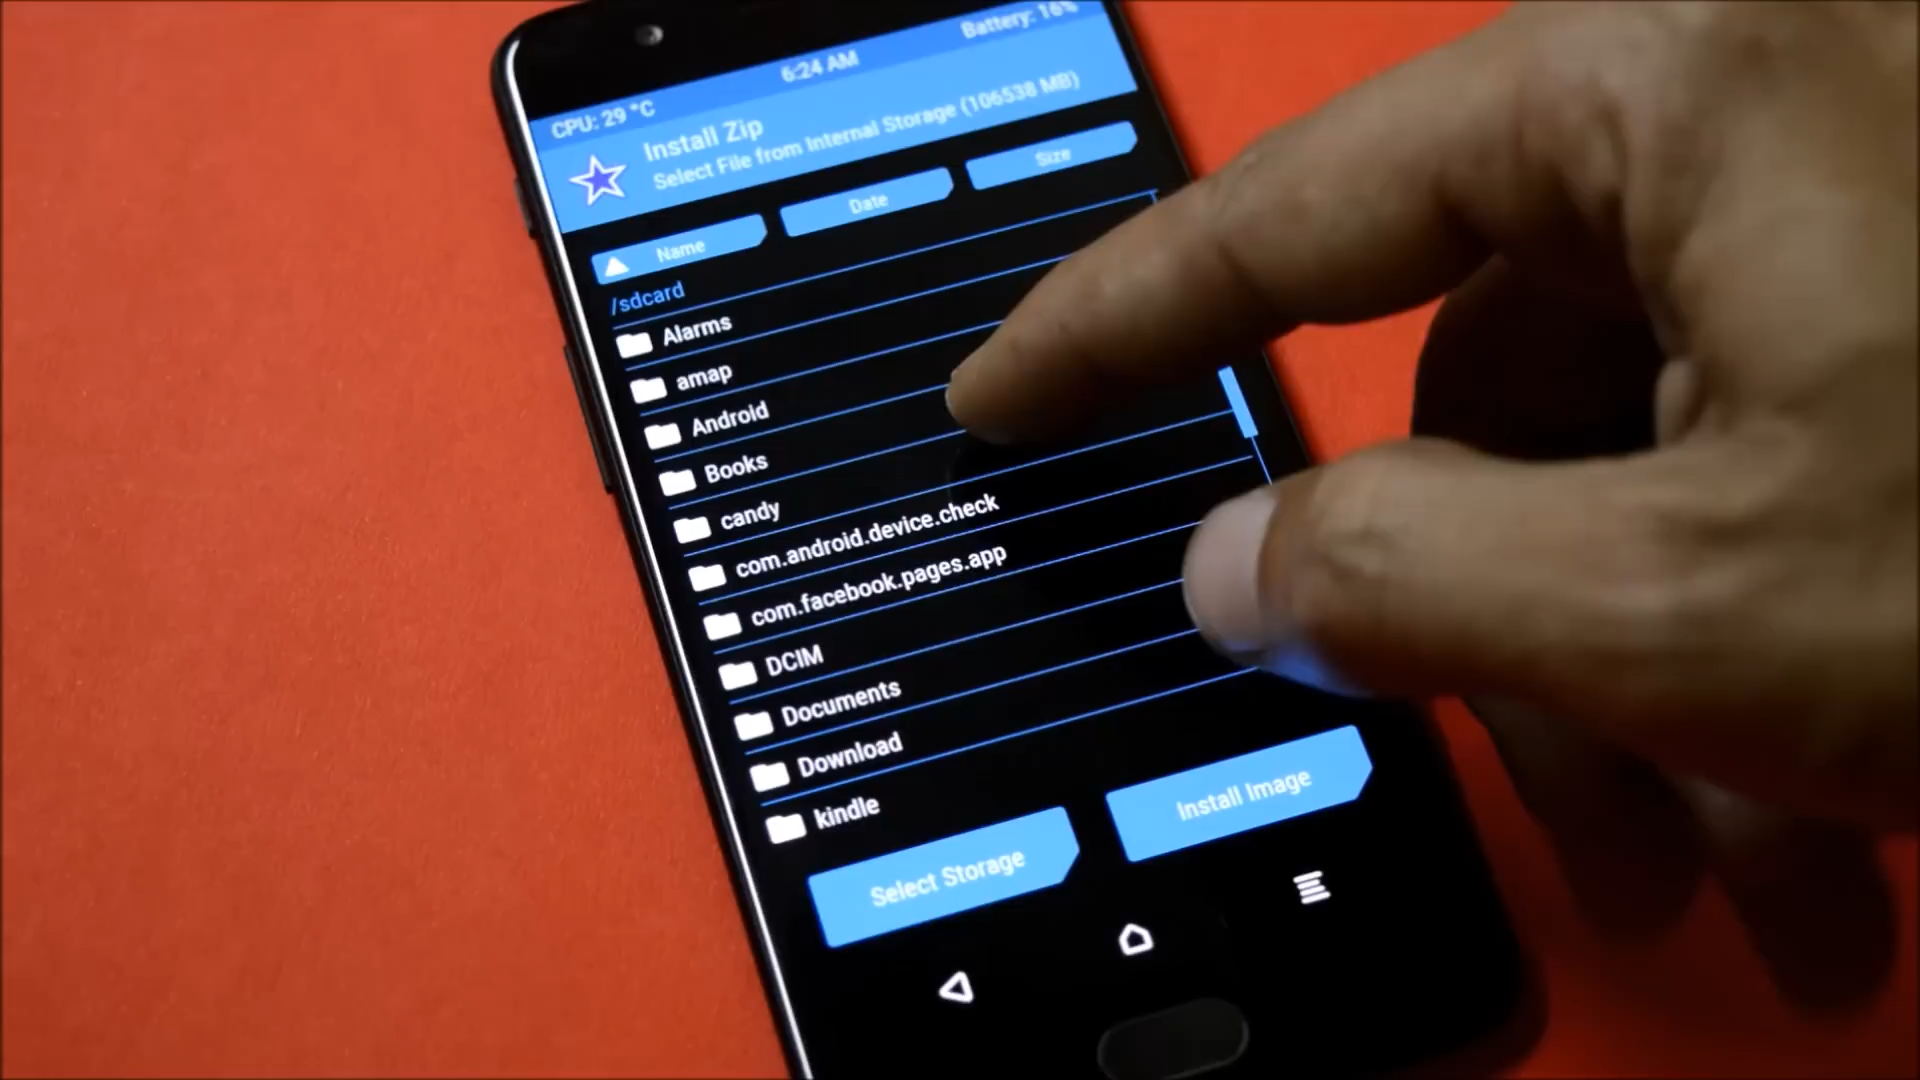 CPU: 29 °C
6:24 AM
Battery: 16%
Install Zip
Select File from Internal Storage (106538 MB)
Name
Date
Size
/sdcard
Alarms
amap
Android
Books
candy
com.android.device.check
com.facebook.pages.app
DCIM
Documents
Download
kindle
Select Storage
Install Image